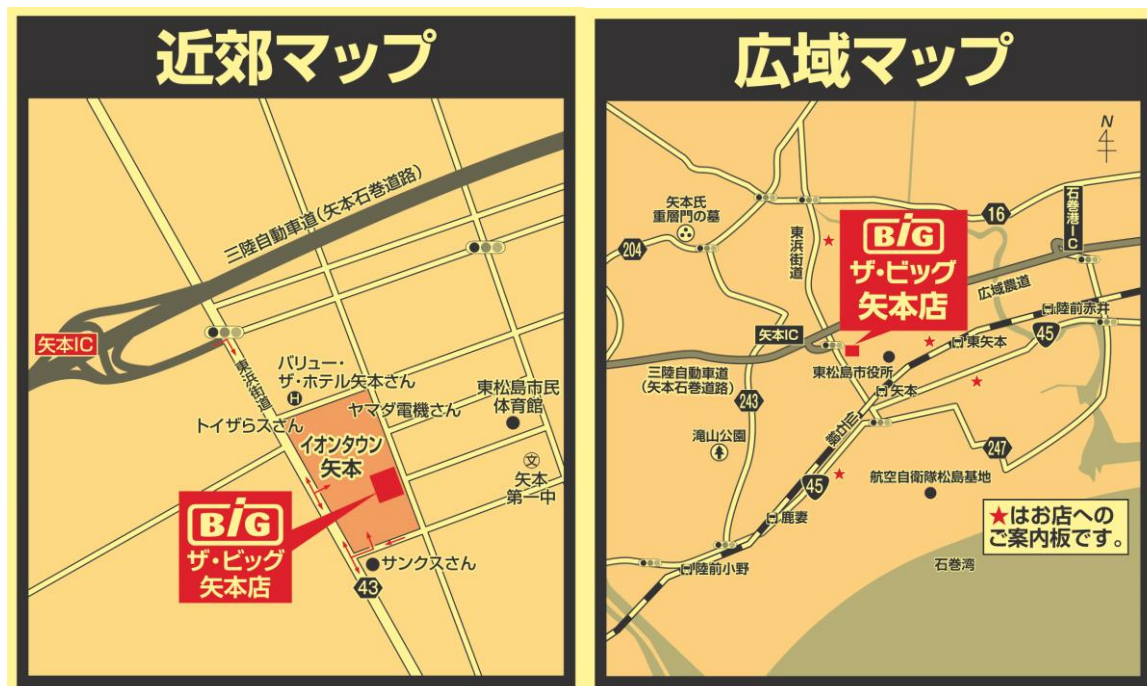 近郊マップ
三陸自動車道(矢本石巻道路)
矢本IC
東浜街道
バリュー・
ザ・ホテル矢本さん
H
ヤマダ電機さん
東松島市民
体育館
トイザらスさん
イオンタウン
矢本
文
矢本
第一中
BiG
ザ・ビッグ
矢本店
サンクスさん
43
広域マップ
N
石巻港IC
矢本氏
重層門の墓
16
204
東浜街道
BiG
ザ・ビッグ
矢本店
広域農道
陸前赤井
45
矢本IC
東矢本
三陸自動車道
(矢本石巻道路)
東松島市役所
矢本
243
仙石線
滝山公園
247
45
航空自衛隊松島基地
鹿妻
★はお店への
ご案内板です。
陸前小野
石巻湾